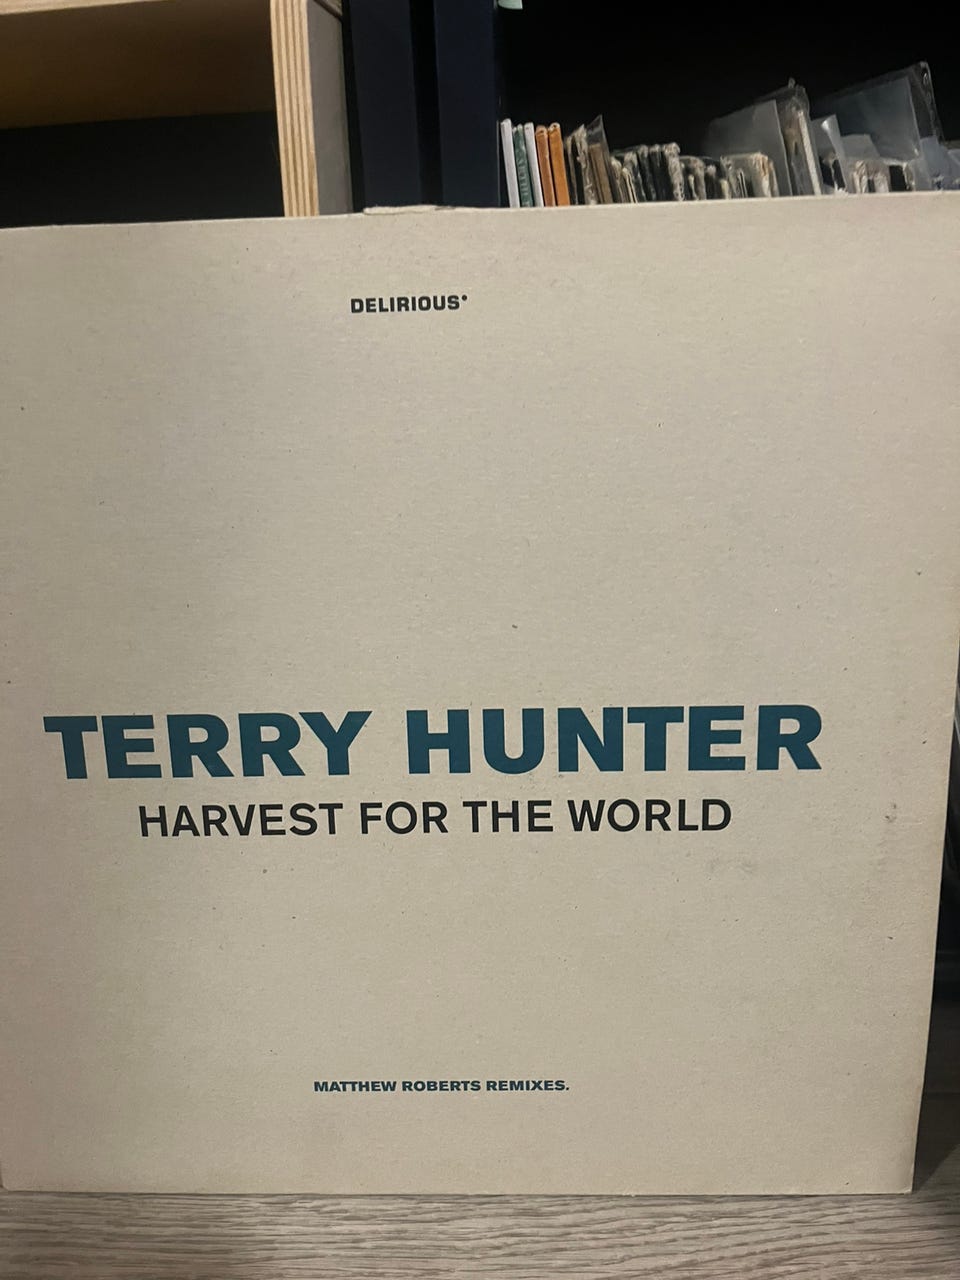 DELIRIOUS•
TERRY HUNTER
HARVEST FOR THE WORLD
MATTHEW ROBERTS REMIXES.